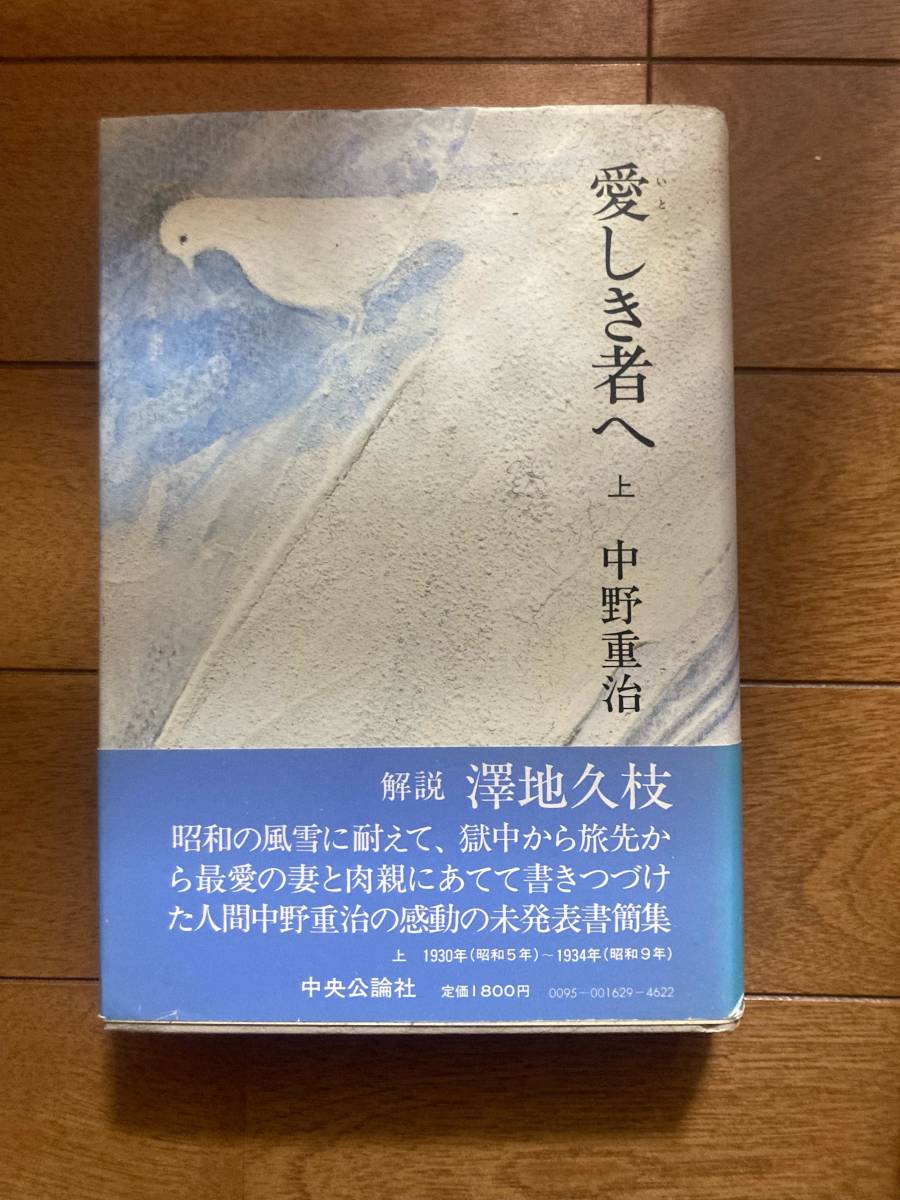 愛しき者へ 上 中野重治
いと
解説 澤地久枝
昭和の風雪に耐えて、獄中から旅先か
ら最愛の妻と肉親にあてて書きつづけ
た人間中野重治の感動の未発表書簡集
上 1930年(昭和5年)～1934年(昭和9年)
中央公論社 定価1800円 0095-001629-4622